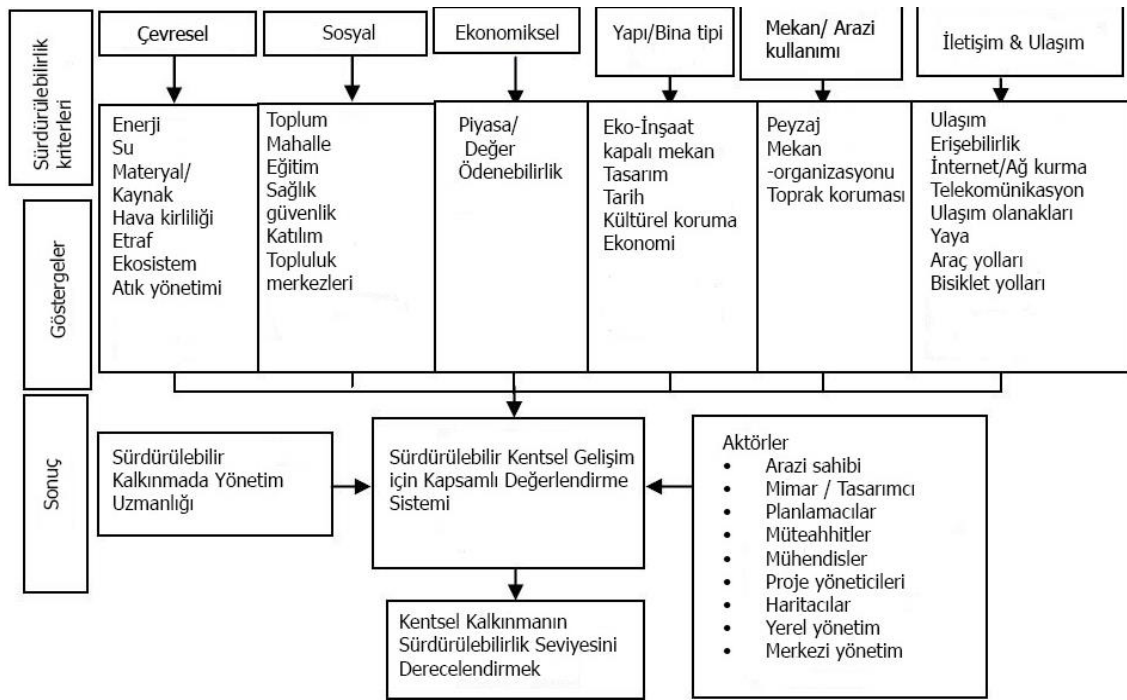 Sürdürülebilirlik
kriterleri
Çevresel
Sosyal
Ekonomiksel
Yapı/Bina tipi
Mekan/ Arazi
kullanımı
İletişim & Ulaşım
Göstergeler
Enerji
Su
Materyal/
Kaynak
Hava kirliliği
Etraf
Ekosistem
Atık yönetimi
Toplum
Mahalle
Eğitim
Sağlık
güvenlik
Katılım
Topluluk
merkezleri
Piyasa/
Değer
Ödenebilirlik
Eko-İnşaat
kapalı mekan
Tasarım
Tarih
Kültürel koruma
Ekonomi
Peyzaj
Mekan
-organizasyonu
Toprak koruması
Ulaşım
Erişebilirlik
İnternet/Ağ kurma
Telekomünikasyon
Ulaşım olanakları
Yaya
Araç yolları
Bisiklet yolları
Sonuç
Sürdürülebilir
Kalkınmada Yönetim
Uzmanlığı
Sürdürülebilir Kentsel Gelişim
için Kapsamlı Değerlendirme
Sistemi
Aktörler
• Arazi sahibi
• Mimar / Tasarımcı
• Planlamacılar
• Müteahhitler
• Mühendisler
• Proje yöneticileri
• Haritacılar
• Yerel yönetim
• Merkezi yönetim
Kentsel Kalkınmanın
Sürdürülebilirlik Seviyesini
Derecelendirmek